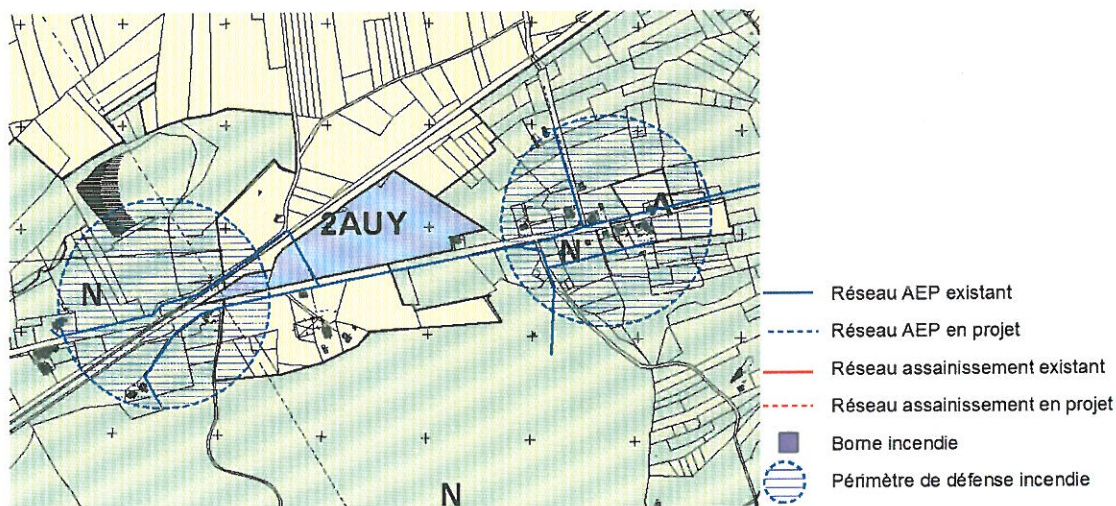 2AUY
N
N°
N
Réseau AEP existant
Réseau AEP en projet
Réseau assainissement existant
Réseau assainissement en projet
Borne incendie
Périmètre de défense incendie